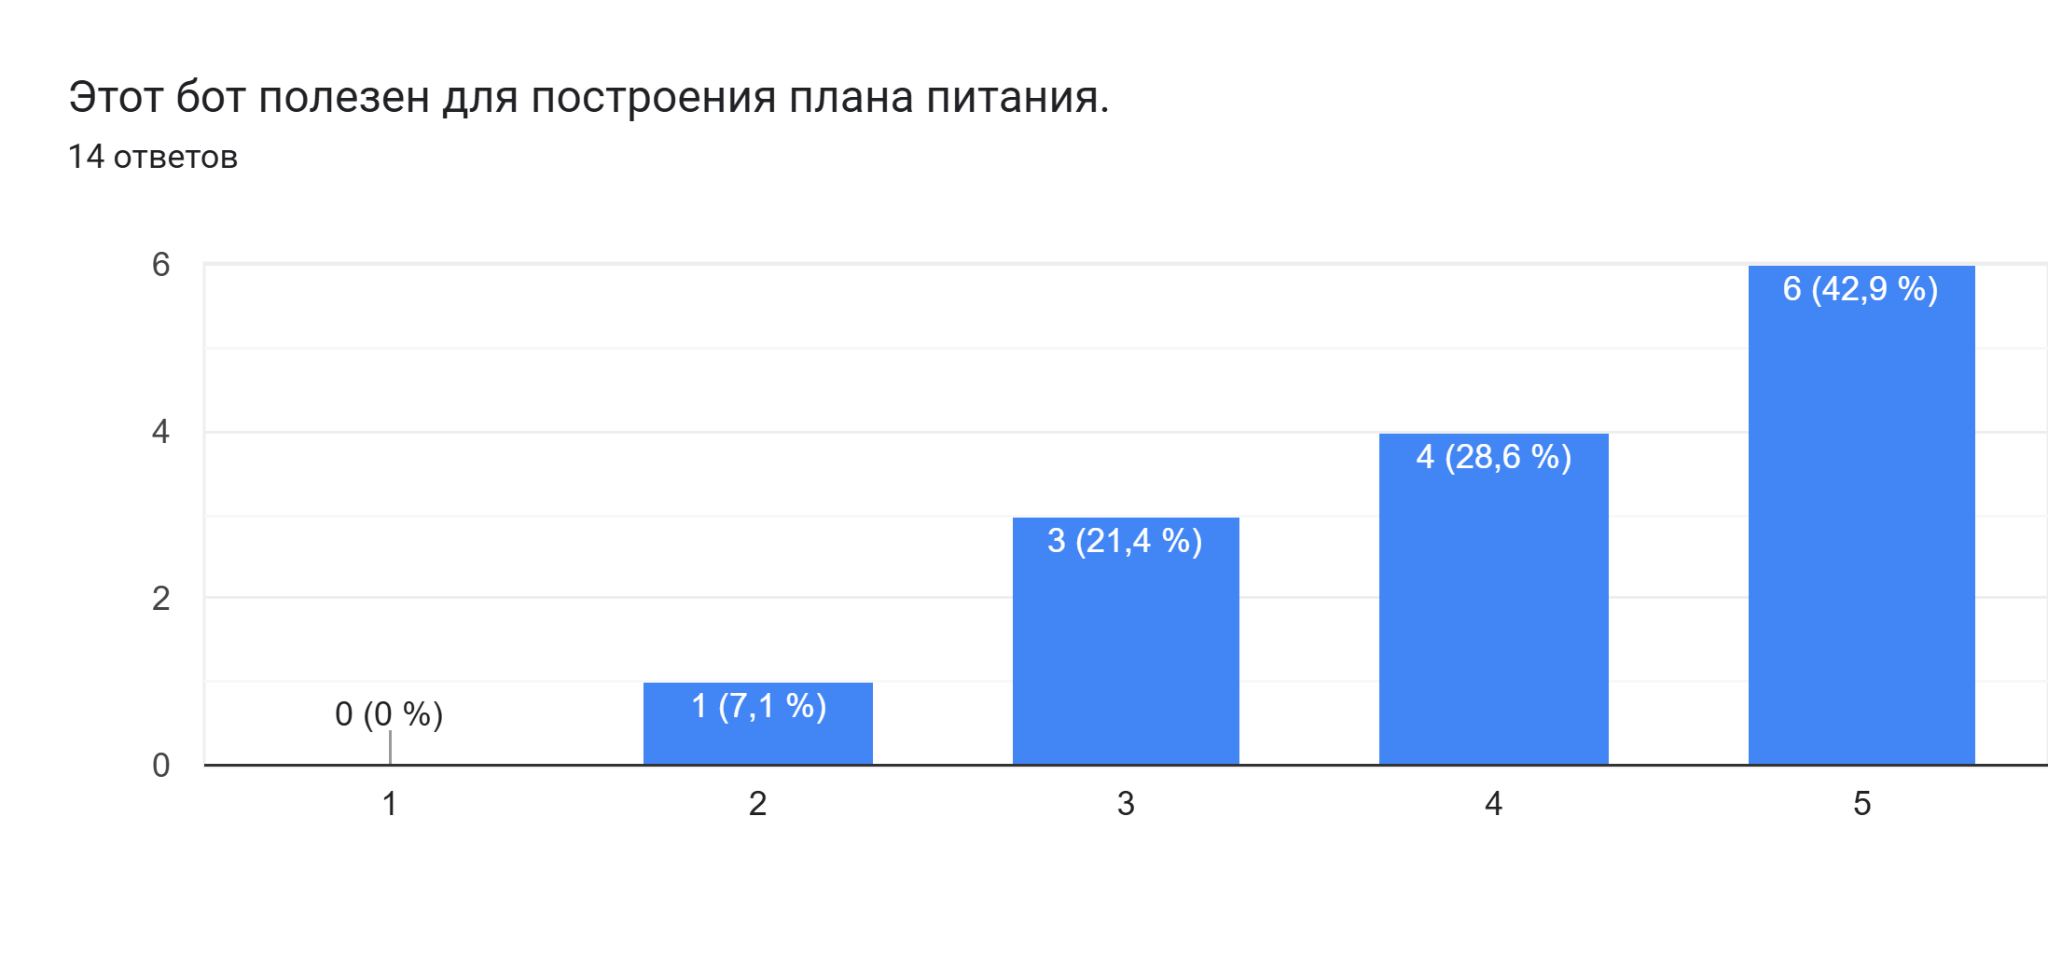 Этот бот полезен для построения плана питания.
14 ответов
6
4
2
0
0 (0 %)
1 (7,1 %)
3 (21,4 %)
4 (28,6 %)
6 (42,9 %)
1
2
3
4
5